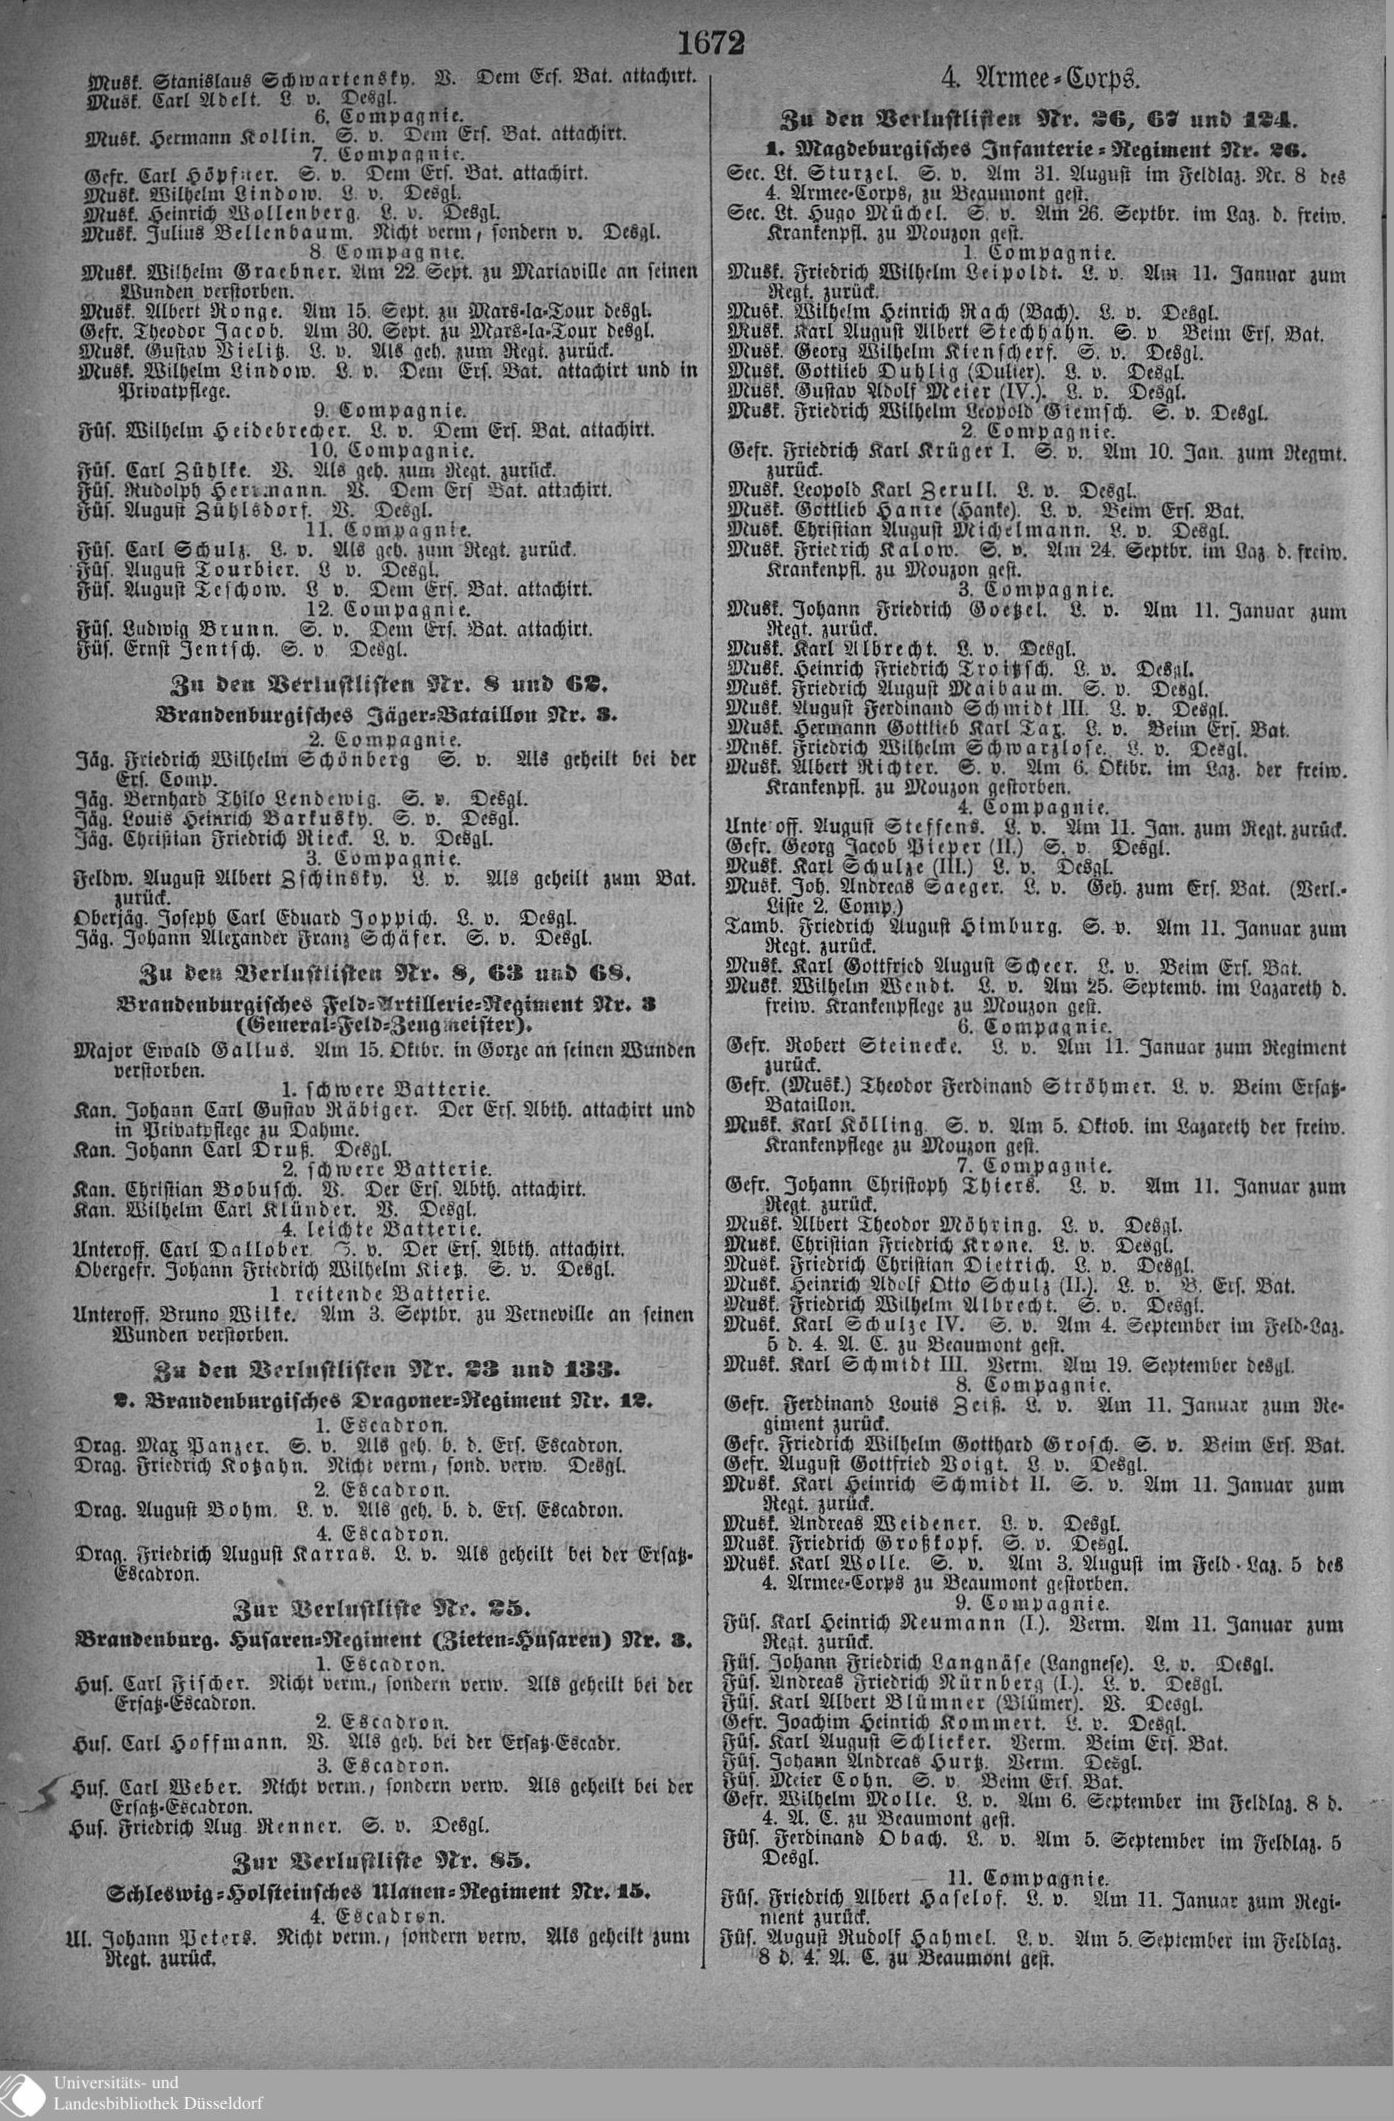 1672
Musk. Stanislaus Schwartensky. V. Dem Ers. Bat. attachirt.
Musk. Carl Adelt. L. v. Desgl.
6. Compagnie.
Musk. Hermann Kollin. S. v. Dem Ers. Bat. attachirt.
7. Compagnie.
Gefr. Carl Höpfner. S. v. Dem Ers. Bat. attachirt.
Musk. Wilhelm Lindow. L. v. Desgl.
Musk. Heinrich Wollenberg. L. v. Desgl.
Musk. Julius Bellenbaum. Nicht verm., sondern v. Desgl.
8. Compagnie.
Musk. Wilhelm Graebner. Am 22. Sept. zu Mariaville an seinen
Wunden verstorben.
Musk. Albert Ronge. Am 15. Sept. zu Mars-la-Tour desgl.
Gefr. Theodor Jacob. Am 30. Sept. zu Mars-la-Tour desgl.
Musk. Gustav Vielitz. L. v. Als geh. zum Regt. zurück.
Musk. Wilhelm Lindow. L. v. Dem Ers. Bat. attachirt und in
Privatpflege.
9. Compagnie.
Füs. Wilhelm Heidebrecher. L. v. Dem Ers. Bat. attachirt.
10. Compagnie.
Füs. Carl Zühlke. V. Als geh. zum Regt. zurück.
Füs. Rudolph Herrmann. V. Dem Ers Bat. attachirt.
Füs. August Zühlsdorf. V. Desgl.
11. Compagnie.
Füs. Carl Schulz. L. v. Als geh. zum Regt. zurück.
Füs. August Tourbier. L v. Desgl.
Füs. August Teschow. L v. Dem Ers. Bat. attachirt.
12. Compagnie.
Füs. Ludwig Brunn. S. v. Dem Ers. Bat. attachirt.
Füs. Ernst Jentsch. S. v Desgl.
Zu den Verlustlisten Nr. 8 und 62.
Brandenburgisches Jäger-Bataillon Nr. 3.
2. Compagnie.
Jäg. Friedrich Wilhelm Schönberg S. v. Als geheilt bei der
Ers. Comp.
Jäg. Bernhard Thilo Lendewig. S. v. Desgl.
Jäg. Louis Heinrich Barkusky. S. v. Desgl.
Jäg. Christian Friedrich Rieck. L. v. Desgl.
3. Compagnie.
Feldw. August Albert Zschinsky. L. v. Als geheilt zum Bat.
zurück.
Oberjäg. Joseph Carl Eduard Joppich. L. v. Desgl.
Jäg. Johann Alexander Franz Schäfer. S. v. Desgl.
Zu den Verlustlisten Nr. 8, 63 und 68.
Brandenburgisches Feld-Artillerie-Regiment Nr. 3
(General-Feld-Zeugmeister).
Major Ewald Gallus. Am 15. Oktbr. in Gorze an seinen Wunden
verstorben.
1. schwere Batterie.
Kan. Johann Carl Gustav Räbiger. Der Ers. Abth. attachirt und
in Privatpflege zu Dahme.
Kan. Johann Carl Druß. Desgl.
2. schwere Batterie.
Kan. Christian Bobusch. V. Der Ers. Abth. attachirt.
Kan. Wilhelm Carl Klünder. V. Desgl.
4. leichte Batterie.
Unteroff. Carl Dallober. S. v. Der Ers. Abth. attachirt.
Obergefr. Johann Friedrich Wilhelm Kietz. S. v. Desgl.
1 reitende Batterie.
Unteroff. Bruno Wilke. Am 3. Septbr. zu Verneville an seinen
Wunden verstorben.
Zu den Verlustlisten Nr. 23 und 133.
2. Brandenburgisches Dragoner-Regiment Nr. 12.
1. Escadron.
Drag. Max Panzer. S. v. Als geh. b. d. Ers. Escadron.
Drag. Friedrich Kotzahn. Nicht verm., sond. verw. Desgl.
2. Escadron.
Drag. August Bohm. L. v. Als geh. b. d. Ers. Escadron.
4. Escadron.
Drag. Friedrich August Karras. L. v. Als geheilt bei der Ersatz-
Escadron.
Zur Verlustliste Nr. 25.
Brandenburg. Husaren-Regiment (Zieten-Husaren) Nr. 3.
1. Escadron.
Hus. Carl Fischer. Nicht verm., sondern verw. Als geheilt bei der
Ersatz-Escadron.
2. Escadron.
Hus. Carl Hoffmann. V. Als geh. bei der Ersatz-Escadr.
3. Escadron.
Hus. Carl Weber. Nicht verm., sondern verw. Als geheilt bei der
Ersatz-Escadron.
Hus. Friedrich Aug Renner. S. v. Desgl.
Zur Verlustliste Nr. 85.
Schleswig-Holsteinsches Ulanen-Regiment Nr. 15.
4. Escadron.
Ul. Johann Peters. Nicht verm., sondern verw. Als geheilt zum
Regt. zurück.
4. Armee-Corps.
Zu den Verlustlisten Nr. 26, 67 und 124.
1. Magdeburgisches Infanterie-Regiment Nr. 26.
Sec. Lt. Sturzel. S. v. Am 31. August im Feldlaz. Nr. 8 des
4. Armee-Corps, zu Beaumont gest.
Sec. Lt. Hugo Müchel. S. v. Am 26. Septbr. im Laz. d. freiw.
Krankenpfl. zu Mouzon gest.
1. Compagnie.
Musk. Friedrich Wilhelm Leipoldt. L. v. Am 11. Januar zum
Regt. zurück.
Musk. Wilhelm Heinrich Rach (Bach). L. v. Desgl.
Musk. Karl August Albert Stechhahn. S. v Beim Ers. Bat.
Musk. Georg Wilhelm Kienscherf. S. v. Desgl.
Musk. Gottlieb Duhlig (Dulier). L. v. Desgl.
Musk. Gustav Adolf Meier (IV.). L. v. Desgl.
Musk. Friedrich Wilhelm Leopold Giemsch. S. v. Desgl.
2. Compagnie.
Gefr. Friedrich Karl Krüger I. S. v. Am 10. Jan. zum Regmt.
zurück.
Musk. Leopold Karl Zerull. L. v. Desgl.
Musk. Gottlieb Hante (Hanke). L. v. Beim Ers. Bat.
Musk. Christian August Michelmann. L. v. Desgl.
Musk. Friedrich Kalow. S. v. Am 24. Septbr. im Laz d. freiw.
Krankenpfl. zu Mouzon gest.
3. Compagnie.
Musk. Johann Friedrich Goetzel. L. v. Am 11. Januar zum
Regt. zurück.
Musk. Karl Albrecht. L. v. Desgl.
Musk. Heinrich Friedrich Troitzsch. L. v. Desgl.
Musk. Friedrich August Maibaum. S. v. Desgl.
Musk. August Ferdinand Schmidt III. L. v. Desgl.
Musk. Hermann Gottlieb Karl Tax. L. v. Beim Ers. Bat.
Mnsk. Friedrich Wilhelm Schwarzlose. L. v. Desgl.
Musk. Albert Richter. S. v. Am 6. Oktbr. im Laz. der freiw.
Krankenpfl. zu Mouzon gestorben.
4. Compagnie.
Unteroff. August Steffens. L. v. Am 11. Jan. zum Regt. zurück.
Gefr. Georg Jacob Pieper (II.) S. v. Desgl.
Musk. Karl Schulze (III.) L. v. Desgl.
Musk. Joh. Andreas Saeger. L. v. Geh. zum Ers. Bat. (Verl.-
Liste 2. Comp.)
Tamb. Friedrich August Himburg. S. v. Am 11. Januar zum
Regt. zurück.
Musk. Karl Gottfried August Scheer. L. v. Beim Ers. Bat.
Musk. Wilhelm Wendt. L. v. Am 25. Septemb. im Lazareth d.
freiw. Krankenpflege zu Mouzon gest.
6. Compagnie.
Gefr. Robert Steinecke. L. v. Am 11. Januar zum Regiment
zurück.
Gefr. (Musk.) Theodor Ferdinand Ströhmer. L. v. Beim Ersatz-
Bataillon.
Musk. Karl Kölling S. v. Am 5. Oktob. im Lazareth der freiw.
Krankenpflege zu Mouzon gest.
7. Compagnie.
Gefr. Johann Christoph Thiers. L. v. Am 11. Januar zum
Regt. zurück.
Musk. Albert Theodor Möhring. L. v. Desgl.
Musk. Christian Friedrich Krone. L. v. Desgl.
Musk. Friedrich Christian Dietrich. L. v. Desgl.
Musk. Heinrich Adolf Otto Schulz (II.). L. v. B. Ers. Bat.
Musk. Friedrich Wilhelm Albrecht. S. v. Desgl.
Musk. Karl Schulze IV. S. v. Am 4. September im Feld-Laz.
5 d. 4. A. C. zu Beaumont gest.
Musk. Karl Schmidt III. Verm. Am 19. September desgl.
8. Compagnie.
Gefr. Ferdinand Louis Zeiß. L. v. Am 11. Januar zum Re-
giment zurück.
Gefr. Friedrich Wilhelm Gotthard Grosch. S. v. Beim Ers. Bat.
Gefr. August Gottfried Voigt. L v. Desgl.
Musk. Karl Heinrich Schmidt II. S. v. Am 11. Januar zum
Regt. zurück.
Musk. Andreas Weidener. L. v. Desgl.
Musk. Friedrich Großkopf. S. v. Desgl.
Musk. Karl Wolle. S. v. Am 3. August im Feld-Laz. 5 des
4. Armee-Corps zu Beaumont gestorben.
9. Compagnie.
Füs. Karl Heinrich Neumann (I.). Verm. Am 11. Januar zum
Regt. zurück.
Füs. Johann Friedrich Langnäse (Langnese). L. v. Desgl.
Füs. Andreas Friedrich Nürnberg (I.). L. v. Desgl.
Füs. Karl Albert Blümner (Blümer). V. Desgl.
Gefr. Joachim Heinrich Kommert. L. v. Desgl.
Füs. Karl August Schlieker. Verm. Beim Ers. Bat.
Füs. Johann Andreas Hurtz. Verm. Desgl.
Füs. Meier Cohn. S. v. Beim Ers. Bat.
Gefr. Wilhelm Molle. L. v. Am 6. September im Feldlaz. 8 d.
4. A. C. zu Beaumont gest.
Füs. Ferdinand Obach. L. v. Am 5. September im Feldlaz. 5
Desgl.
11. Compagnie.
Füs. Friedrich Albert Haselof. L. v. Am 11. Januar zum Regi-
ment zurück.
Füs. August Rudolf Hahmel. L. v. Am 5. September im Feldlaz.
8 d. 4. A. C. zu Beaumont gest.
Universitäts- und
Landesbibliothek Düsseldorf